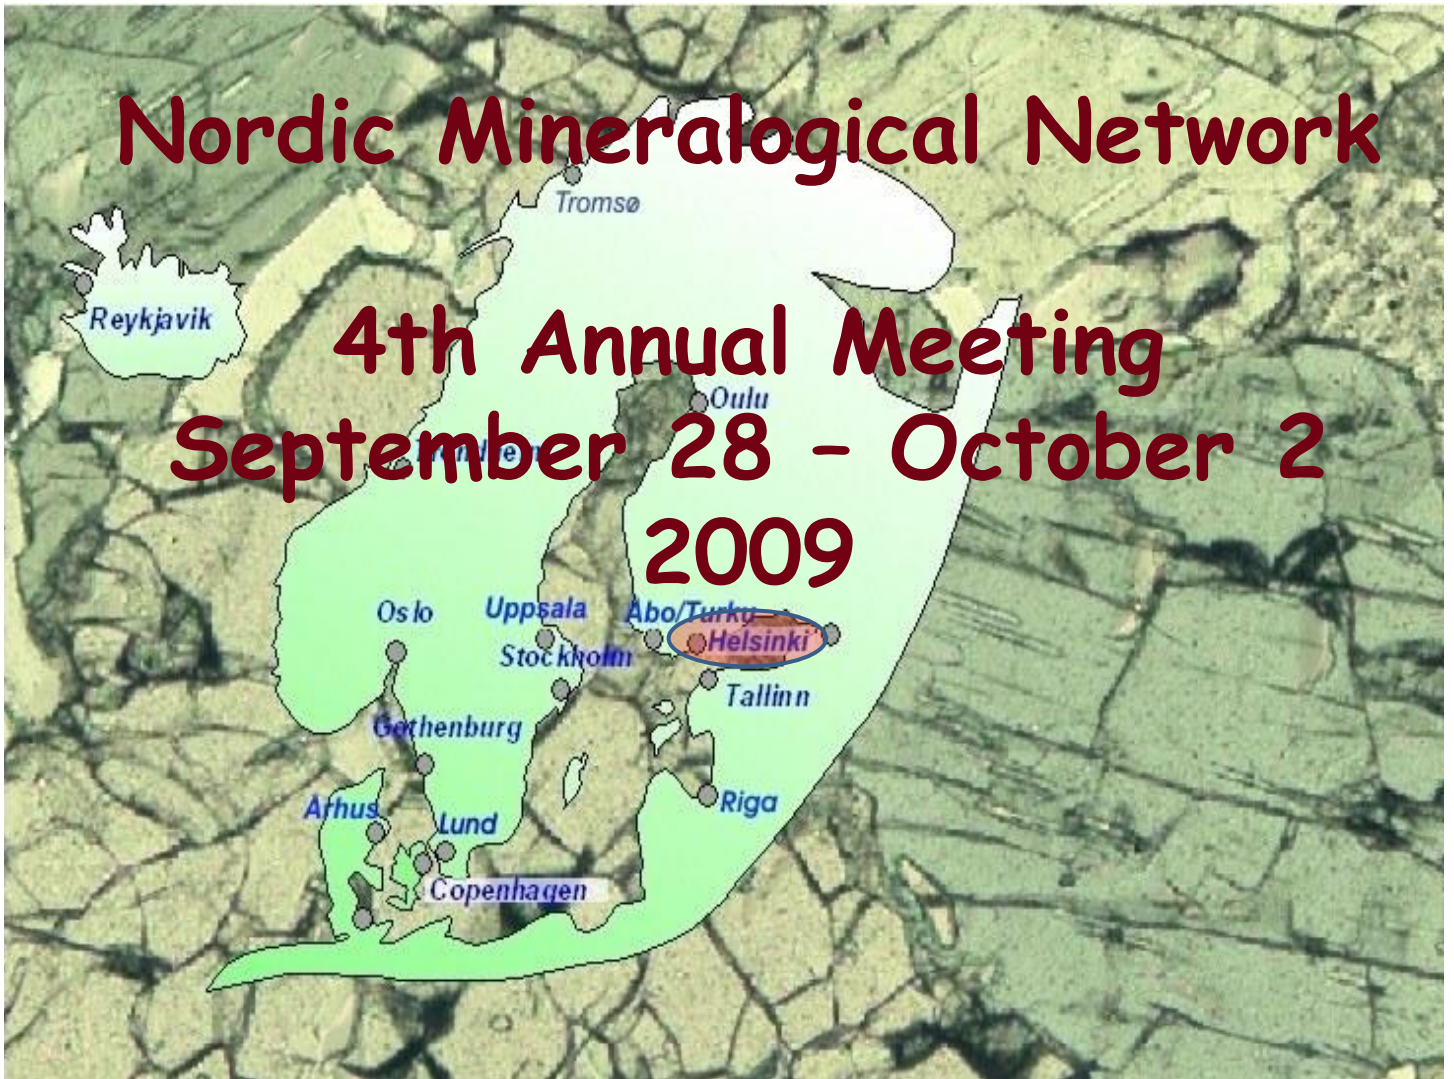 Nordic Mineralogical Network
Tromsø
Reykjavik
4th Annual Meeting
Oulu
September 28 – October 2
Trondheim
2009
Oslo
Uppsala
Åbo/Turku
Helsinki
Stockholm
Tallinn
Gothenburg
Århus
Lund
Riga
Copenhagen